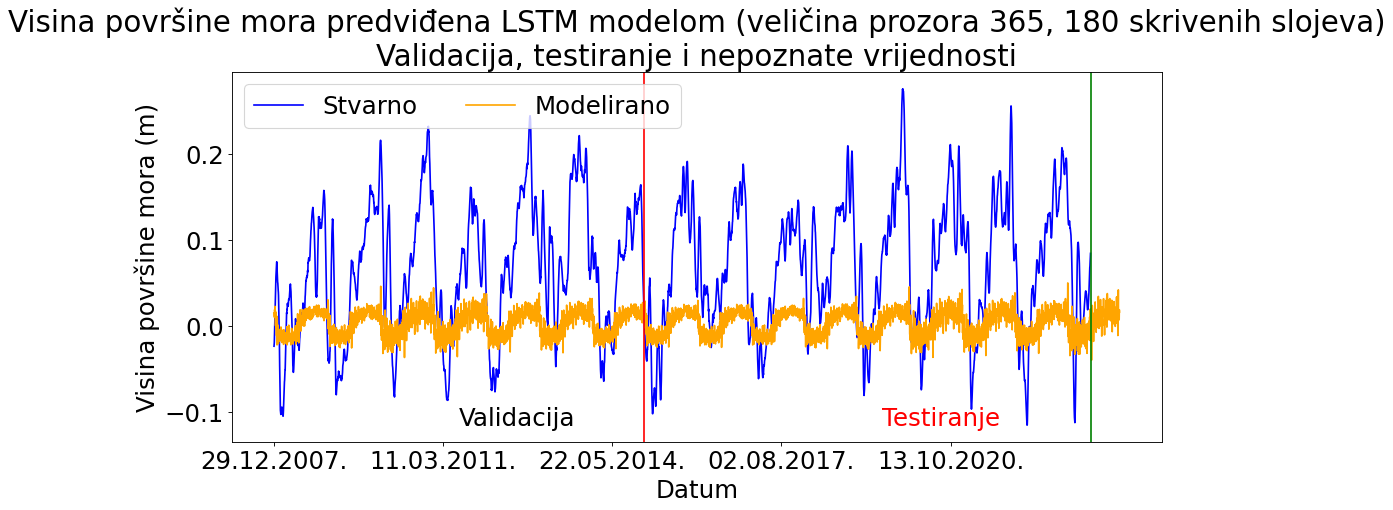 Visina površine mora predviđena LSTM modelom (veličina prozora 365, 180 skrivenih slojeva)
Validacija, testiranje i nepoznate vrijednosti
Stvarno
Modelirano
Visina površine mora (m)
0.2
0.1
0.0
−0.1
Validacija
Testiranje
29.12.2007.
11.03.2011.
22.05.2014.
02.08.2017.
13.10.2020.
Datum